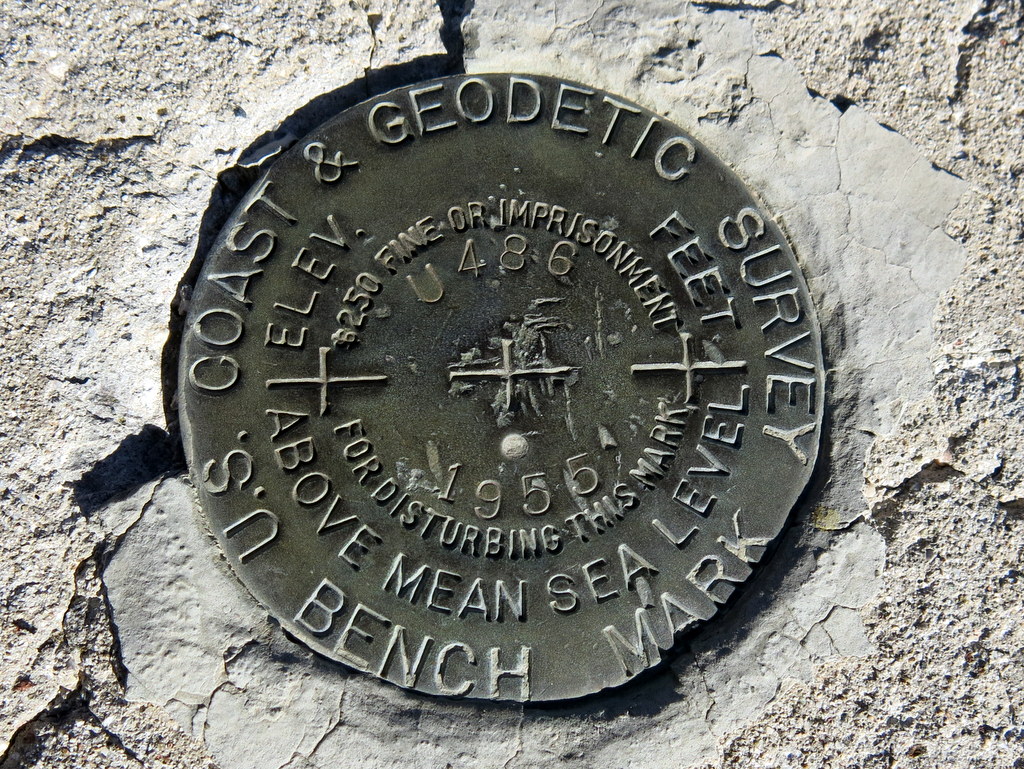 U.S. COAST & GEODETIC SURVEY
ELEV. FEET
$250 FINE OR IMPRISONMENT
U 486
1955
FOR DISTURBING THIS MARK
ABOVE MEAN SEA LEVEL
BENCH MARK